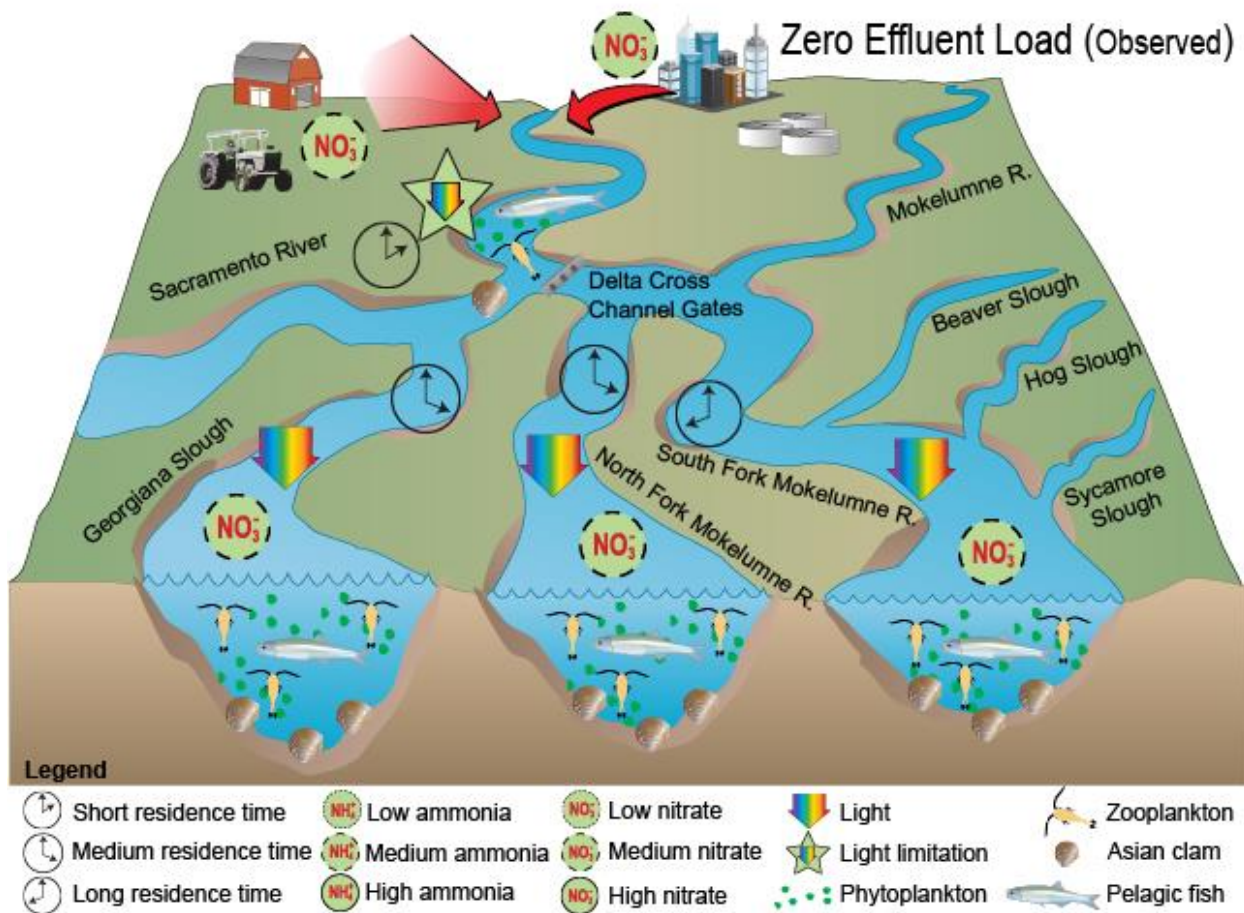 Zero Effluent Load (Observed)
NO₃⁻
NO₃⁻
Mokelumne R.
Sacramento River
Delta Cross
Channel Gates
Beaver Slough
Hog Slough
Georgiana Slough
North Fork Mokelumne R.
South Fork Mokelumne R.
Sycamore
Slough
NO₃⁻
NO₃⁻
NO₃⁻
Legend
Short residence time
NH₄⁺ Low ammonia
NO₃⁻ Low nitrate
Light
Zooplankton
Medium residence time
NH₄⁺ Medium ammonia
NO₃⁻ Medium nitrate
Light limitation
Asian clam
Long residence time
NH₄⁺ High ammonia
NO₃⁻ High nitrate
Phytoplankton
Pelagic fish